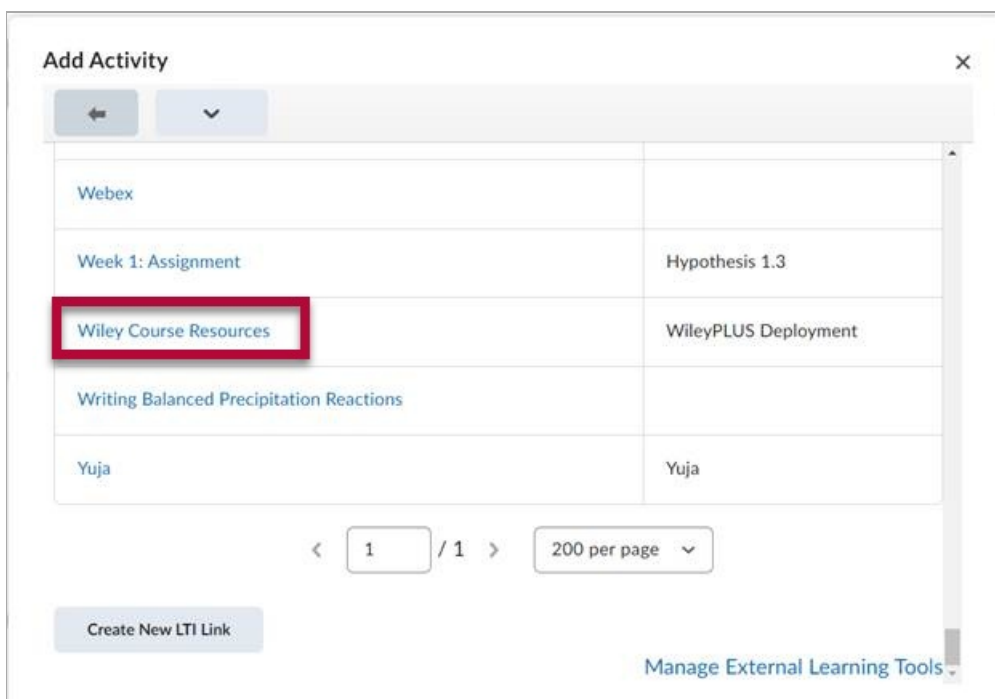 Add Activity
Webex
Week 1: Assignment Hypothesis 1.3
Wiley Course Resources WileyPLUS Deployment
Writing Balanced Precipitation Reactions
Yuja Yuja
1 / 1 200 per page
Create New LTI Link
Manage External Learning Tools